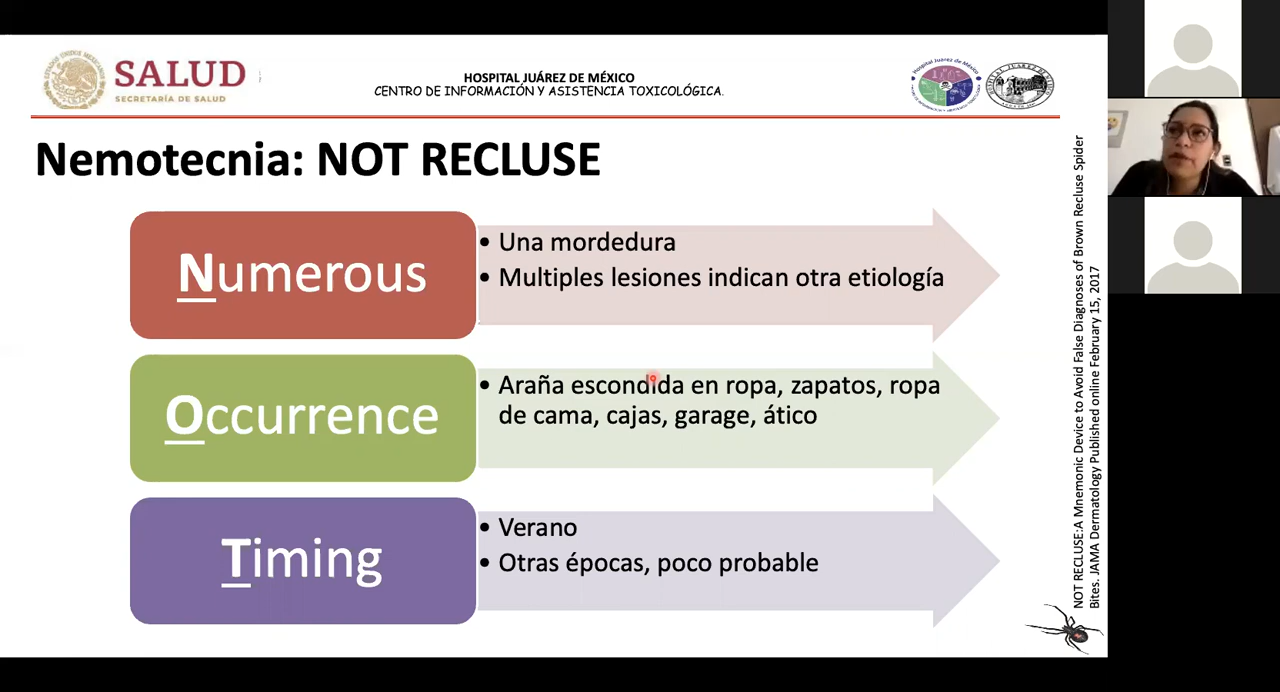 SALUD
SECRETARÍA DE SALUD
HOSPITAL JUÁREZ DE MÉXICO
CENTRO DE INFORMACIÓN Y ASISTENCIA TOXICOLÓGICA.
Nemotecnia: NOT RECLUSE
Numerous
• Una mordedura
• Multiples lesiones indican otra etiología
Occurrence
• Araña escondida en ropa, zapatos, ropa
de cama, cajas, garage, ático
Timing
• Verano
• Otras épocas, poco probable
NOT RECLUSE:A Mnemonic Device to Avoid False Diagnoses of Brown Recluse Spider
Bites. JAMA Dermatology Published online February 15, 2017